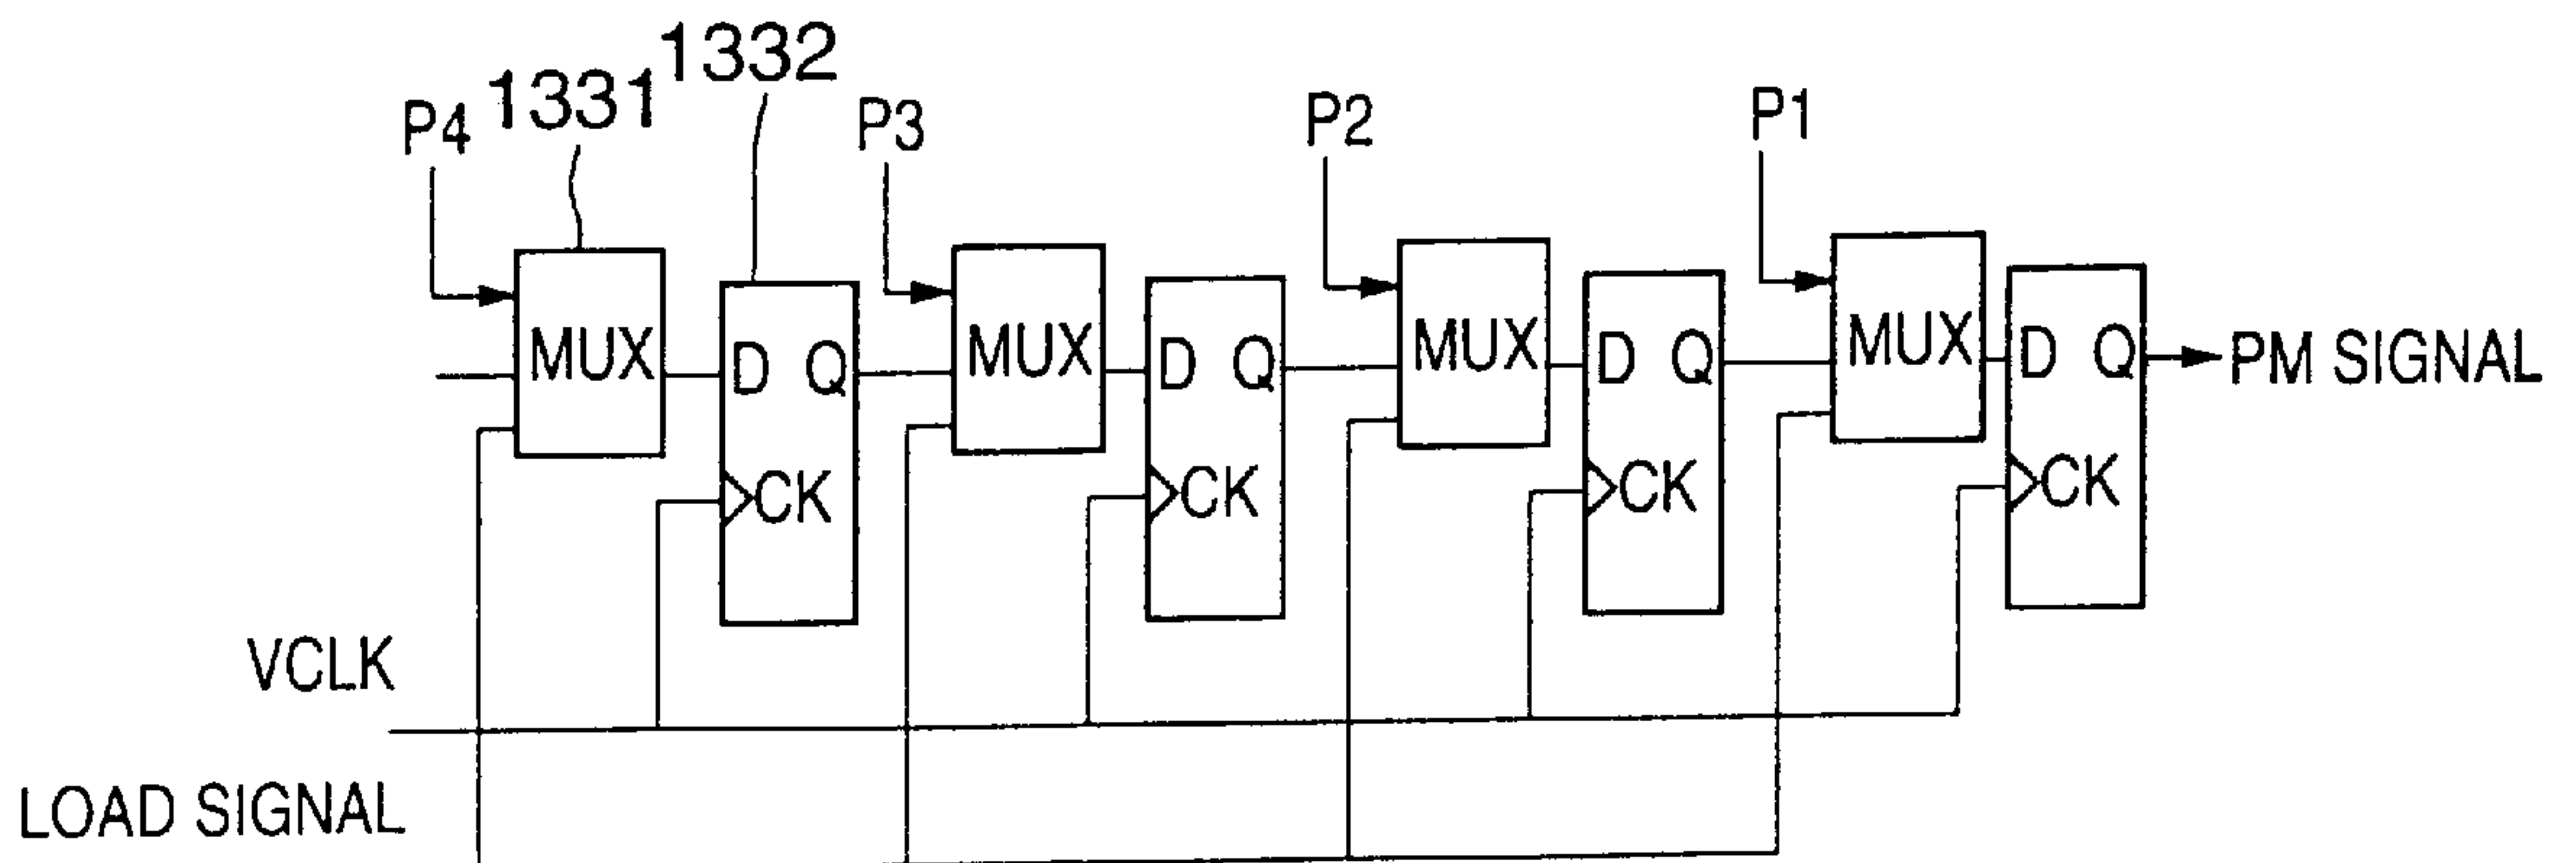 P4 1331 1332 P3 P2 P1
MUX D Q MUX D Q MUX D Q MUX D Q PM SIGNAL
CK CK CK CK
VCLK
LOAD SIGNAL